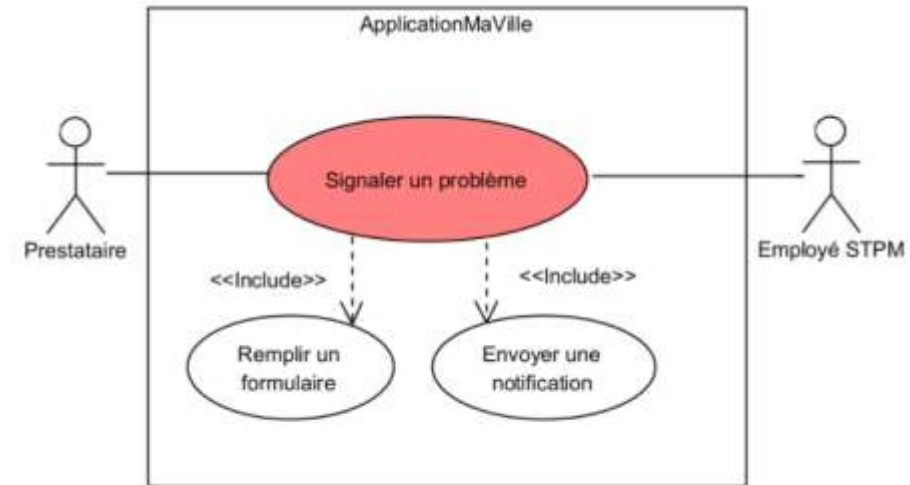 ApplicationMaVille
Signaler un problème
Prestataire
Employé STPM
<<Include>>
<<Include>>
Remplir un
formulaire
Envoyer une
notification